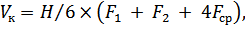 Vк = H/6 × (F1 + F2 + 4Fср),